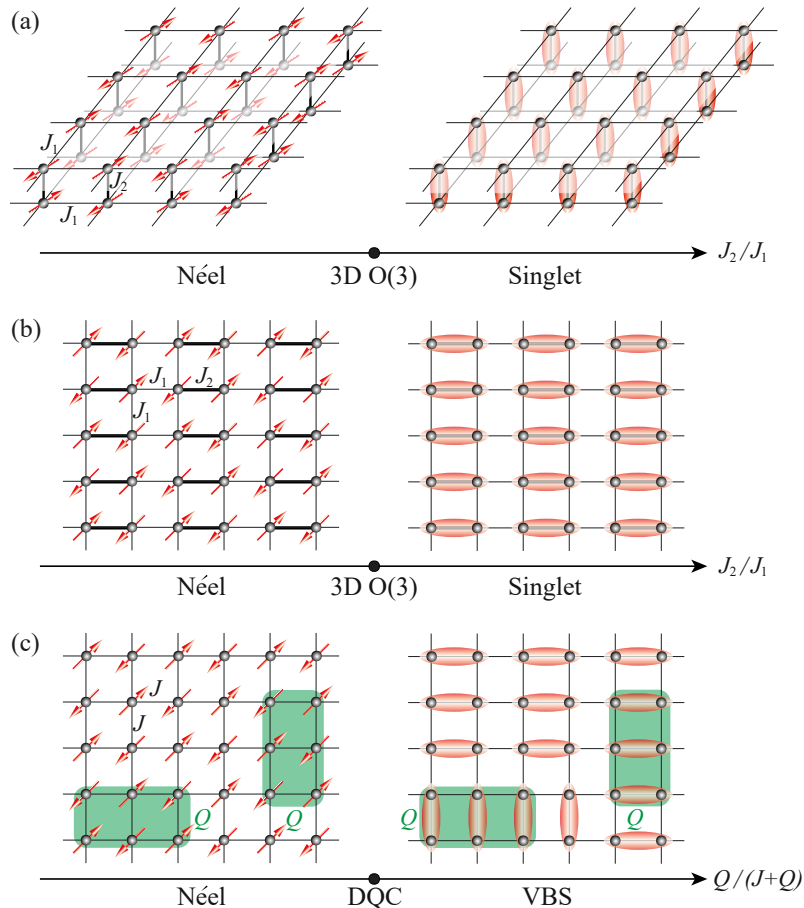 (a)
J₁
J₂
J₁
Néel
3D O(3)
Singlet
J₂/J₁
(b)
J₁
J₂
J₁
Néel
3D O(3)
Singlet
J₂/J₁
(c)
J
J
Q
Q
Q
Q
Néel
DQC
VBS
Q/(J+Q)